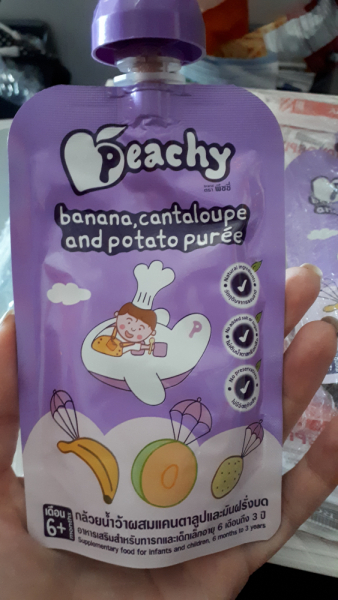 Peachy
ตรา พีชชี่
banana, cantaloupe
and potato purée
P
เดือน
6+
กล้วยน้ำว้าผสมแคนตาลูปและมันฝรั่งบด
อาหารเสริมสำหรับทารกและเด็กเล็กอายุ 6 เดือนถึง 3 ปี
Supplementary food for infants and children, 6 months to 3 years